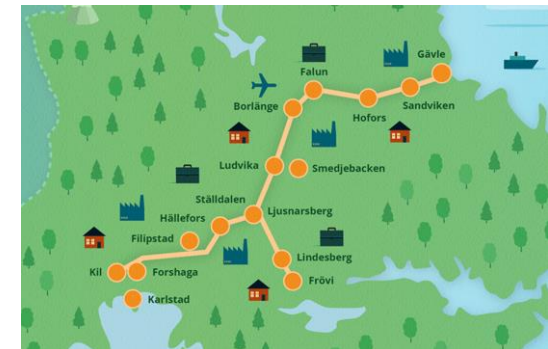 Gävle
Falun
Sandviken
Borlänge
Hofors
Ludvika
Smedjebacken
Ställdalen
Ljusnarsberg
Hällefors
Filipstad
Lindesberg
Kil
Forshaga
Frövi
Karlstad